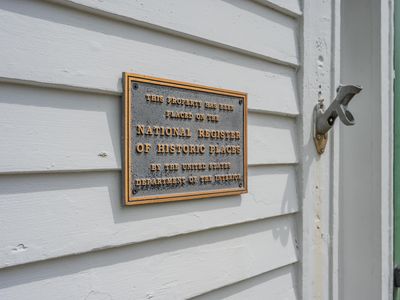 THIS PROPERTY HAS BEEN
PLACED ON THE
NATIONAL REGISTER
OF HISTORIC PLACES
BY THE UNITED STATES
DEPARTMENT OF THE INTERIOR